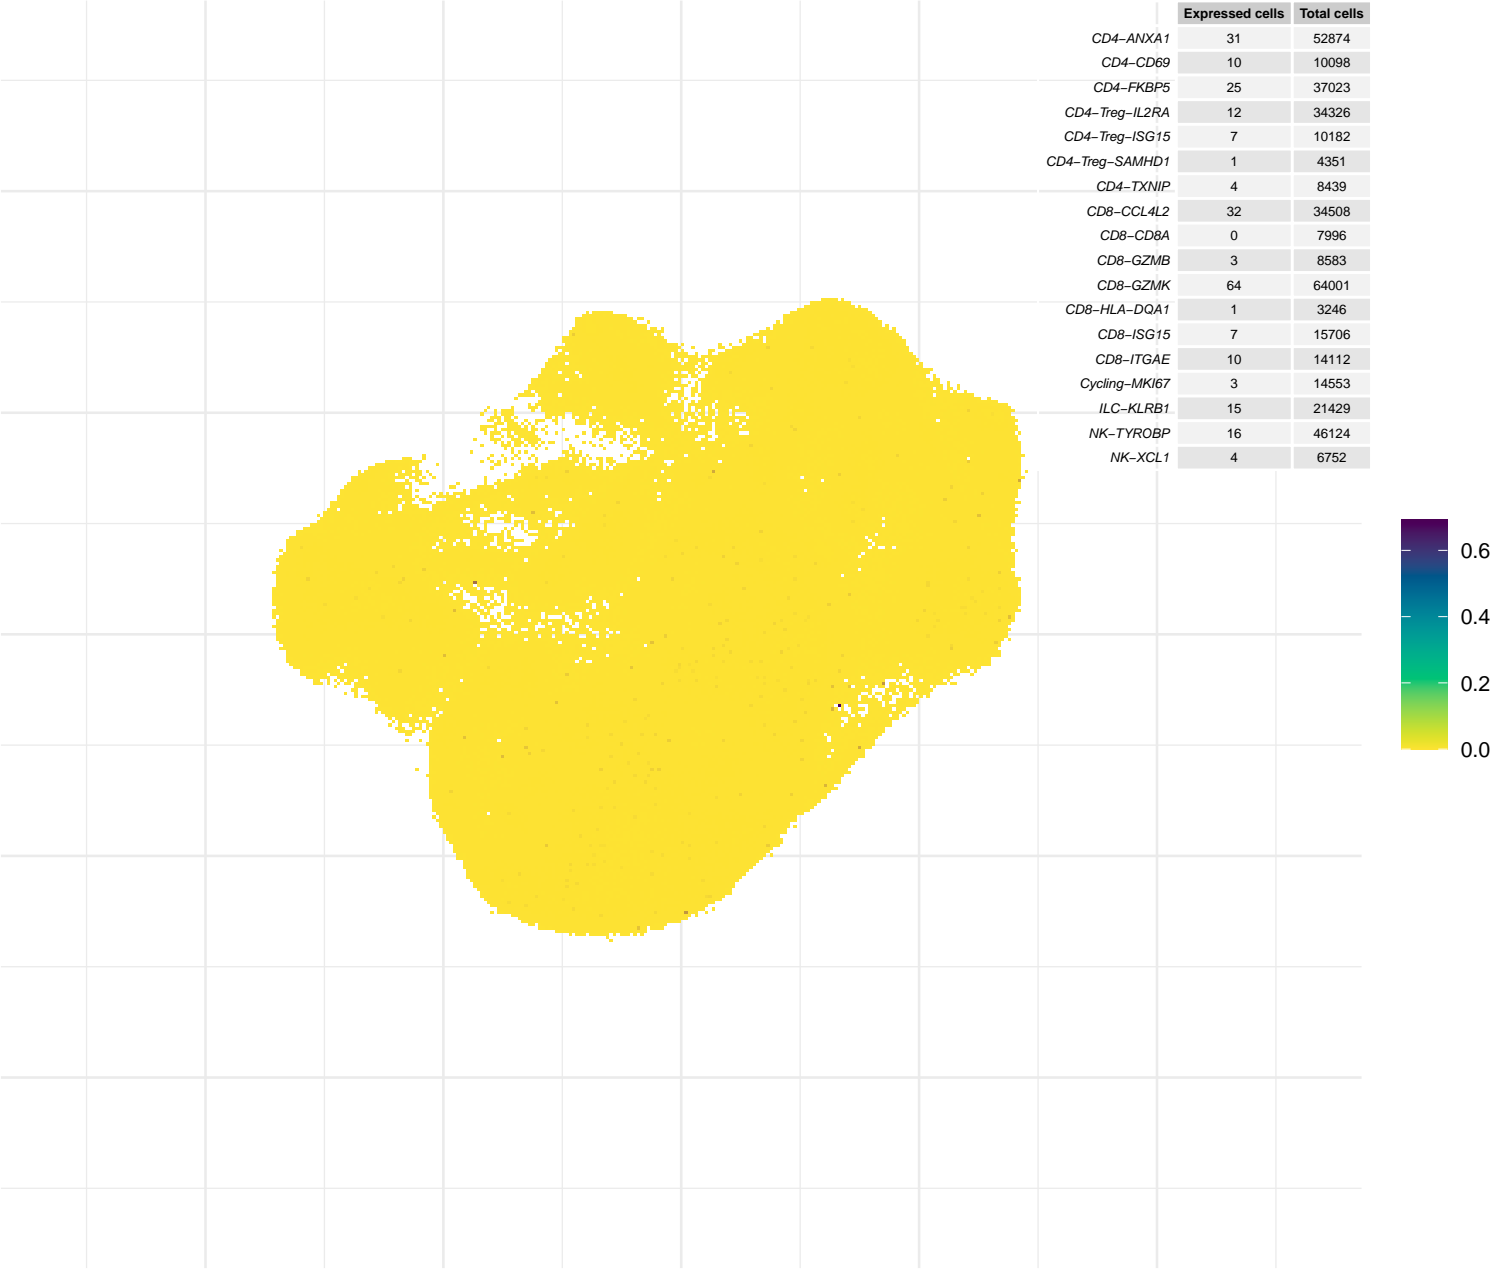 Expressed cells Total cells
CD4−ANXA1 31 52874
CD4−CD69 10 10098
CD4−FKBP5 25 37023
CD4−Treg−IL2RA 12 34326
CD4−Treg−ISG15 7 10182
CD4−Treg−SAMHD1 1 4351
CD4−TXNIP 4 8439
CD8−CCL4L2 32 34508
CD8−CD8A 0 7996
CD8−GZMB 3 8583
CD8−GZMK 64 64001
CD8−HLA−DQA1 1 3246
CD8−ISG15 7 15706
CD8−ITGAE 10 14112
Cycling−MKI67 3 14553
ILC−KLRB1 15 21429
NK−TYROBP 16 46124
NK−XCL1 4 6752
0.6
0.4
0.2
0.0